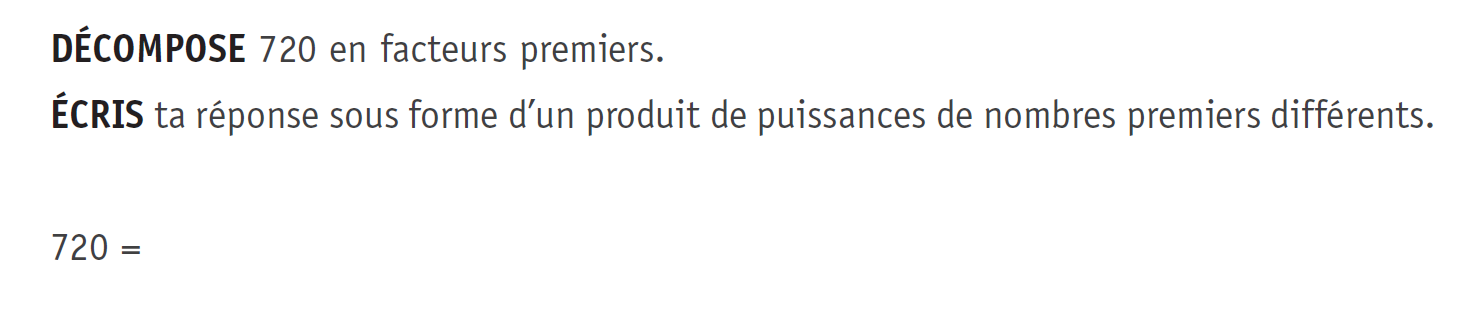 DÉCOMPOSE 720 en facteurs premiers.
ÉCRIS ta réponse sous forme d’un produit de puissances de nombres premiers différents.
720 =